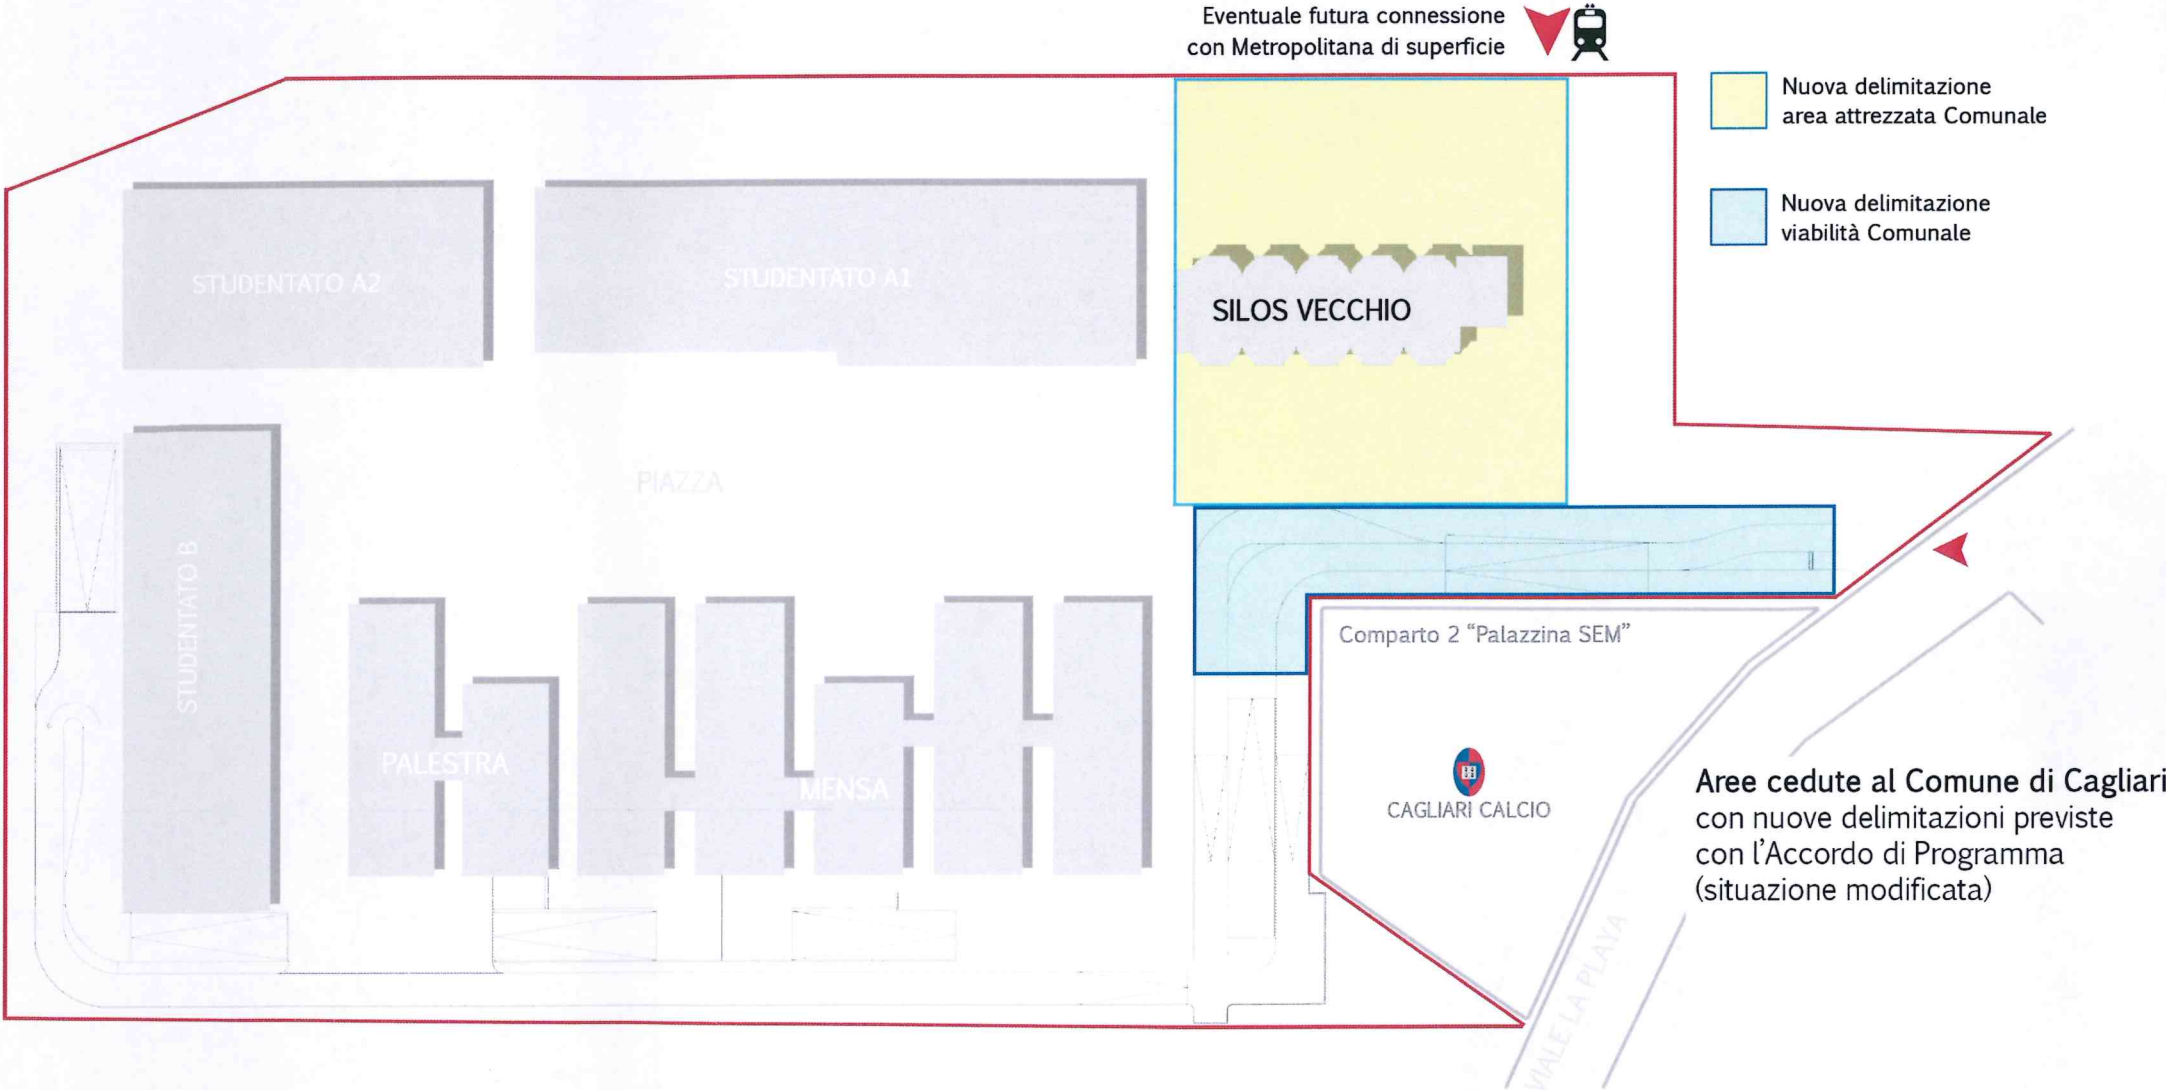 Eventuale futura connessione
con Metropolitana di superficie
Nuova delimitazione
area attrezzata Comunale
Nuova delimitazione
viabilità Comunale
STUDENTATO A2
STUDENTATO A1
SILOS VECCHIO
PIAZZA
STUDENTATO B
Comparto 2 “Palazzina SEM”
PALESTRA
MENSA
CAGLIARI CALCIO
Aree cedute al Comune di Cagliari
con nuove delimitazioni previste
con l’Accordo di Programma
(situazione modificata)
VIALE LA PLAYA